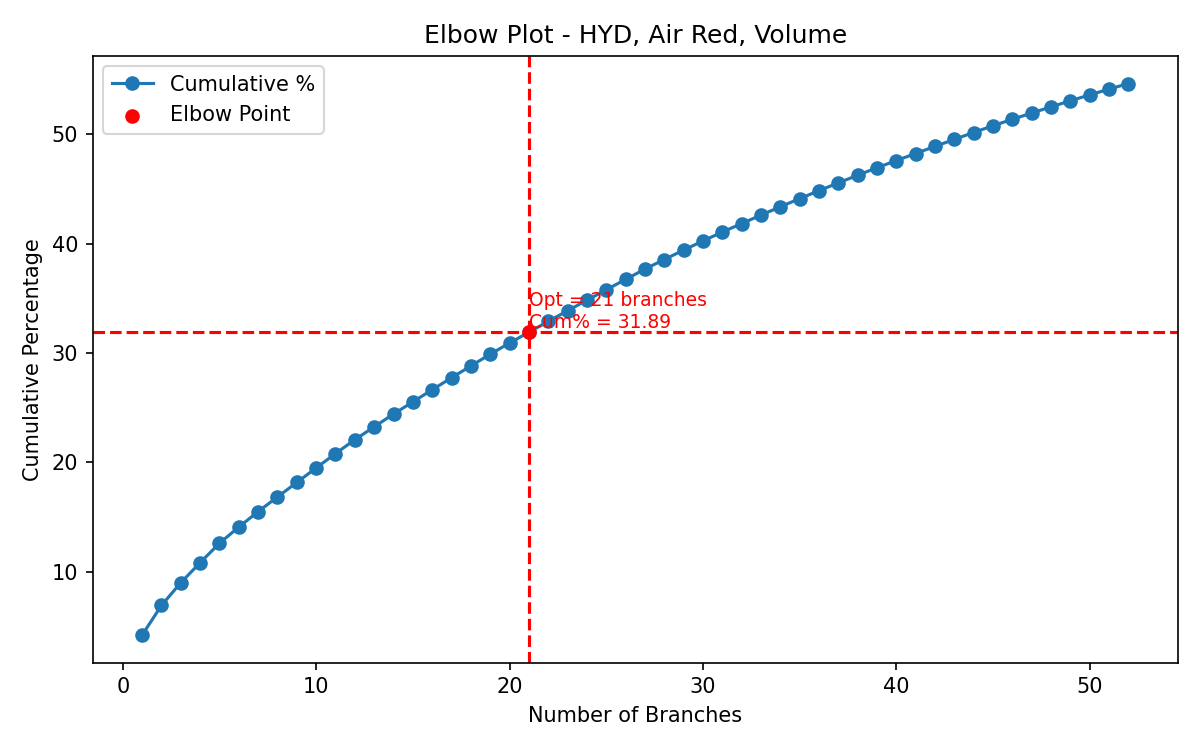 Elbow Plot - HYD, Air Red, Volume
Cumulative %
Elbow Point
Cumulative Percentage
50
40
30
20
10
Opt = 21 branches
Cum% = 31.89
0
10
20
30
40
50
Number of Branches